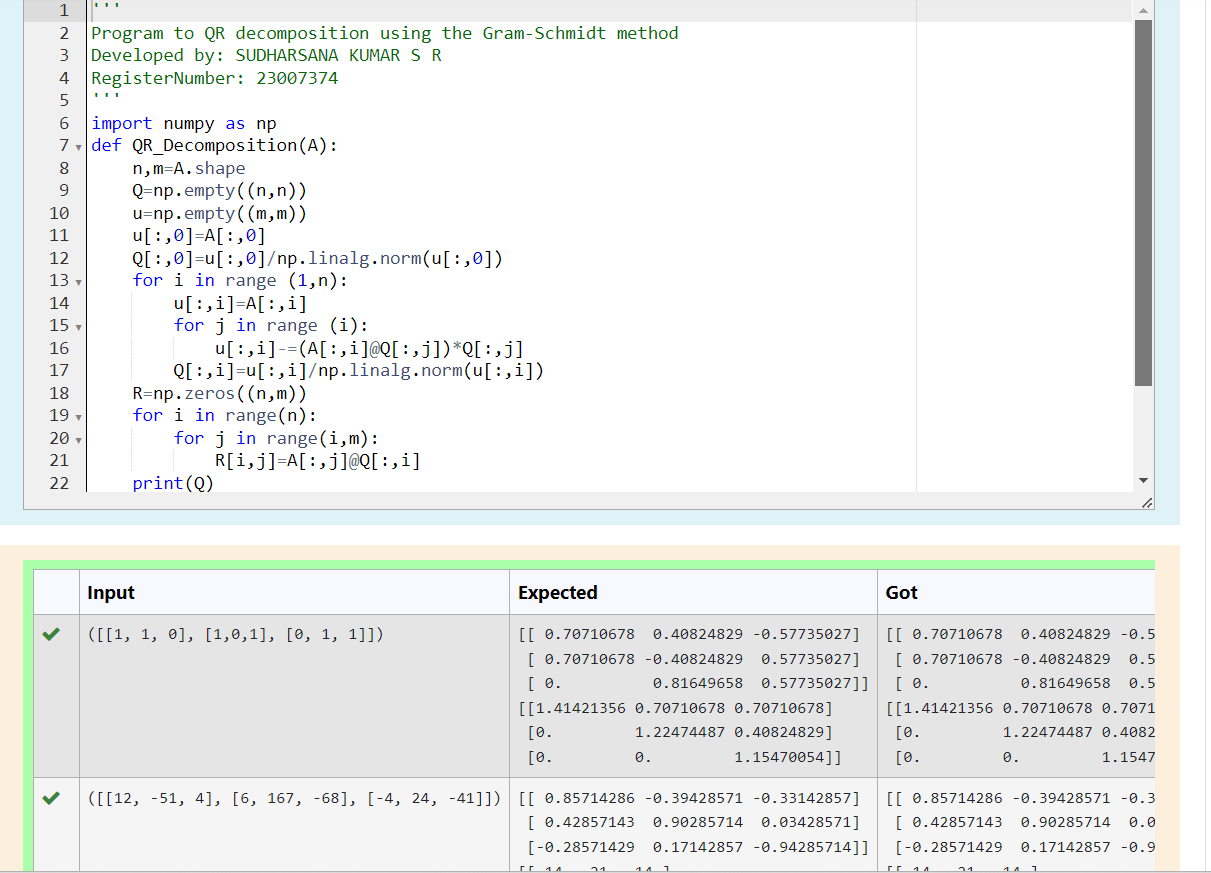 1 '''
2 Program to QR decomposition using the Gram-Schmidt method
3 Developed by: SUDHARSANA KUMAR S R
4 RegisterNumber: 23007374
5 '''
6 import numpy as np
7 def QR_Decomposition(A):
8     n,m=A.shape
9     Q=np.empty((n,n))
10     u=np.empty((m,m))
11     u[:,0]=A[:,0]
12     Q[:,0]=u[:,0]/np.linalg.norm(u[:,0])
13     for i in range (1,n):
14         u[:,i]=A[:,i]
15         for j in range (i):
16             u[:,i]-=(A[:,i]@Q[:,j])*Q[:,j]
17         Q[:,i]=u[:,i]/np.linalg.norm(u[:,i])
18     R=np.zeros((n,m))
19     for i in range(n):
20         for j in range(i,m):
21             R[i,j]=A[:,j]@Q[:,i]
22     print(Q)
Input Expected Got
([[1, 1, 0], [1,0,1], [0, 1, 1]]) [[ 0.70710678 0.40824829 -0.57735027] [[ 0.70710678 0.40824829 -0.5
[ 0.70710678 -0.40824829 0.57735027] [ 0.70710678 -0.40824829 0.5
[ 0. 0.81649658 0.57735027]] [ 0. 0.81649658 0.5
[[1.41421356 0.70710678 0.70710678] [[1.41421356 0.70710678 0.7071
[0. 1.22474487 0.40824829] [0. 1.22474487 0.4082
[0. 0. 1.15470054]] [0. 0. 1.1547
([[12, -51, 4], [6, 167, -68], [-4, 24, -41]]) [[ 0.85714286 -0.39428571 -0.33142857] [[ 0.85714286 -0.39428571 -0.3
[ 0.42857143 0.90285714 0.03428571] [ 0.42857143 0.90285714 0.0
[-0.28571429 0.17142857 -0.94285714]] [-0.28571429 0.17142857 -0.9